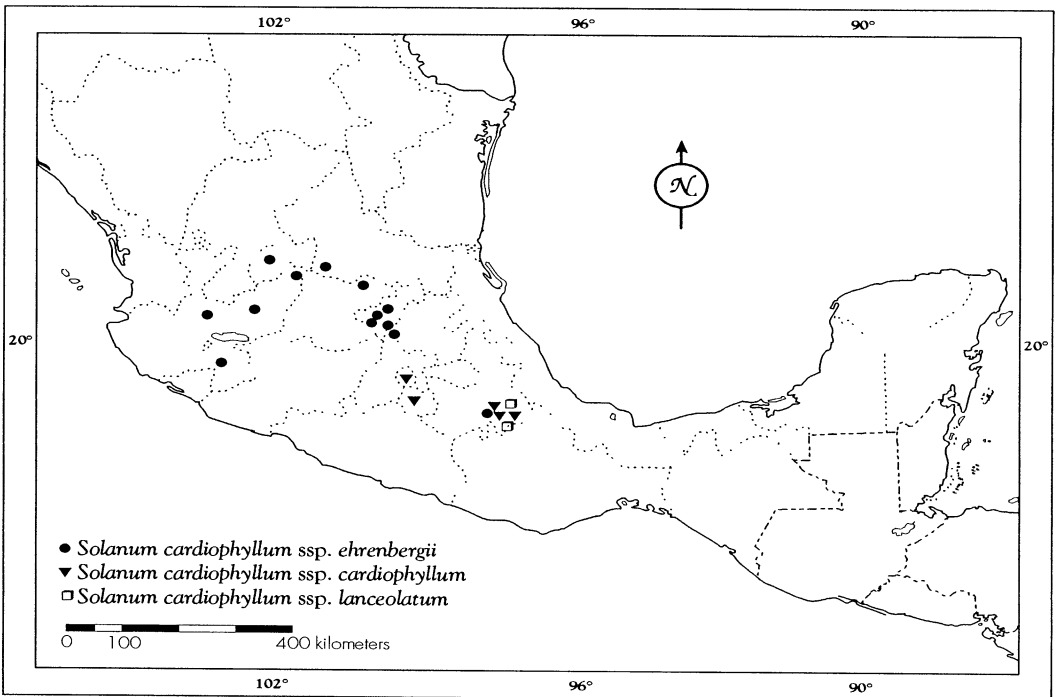 102° 96° 90°
N
20° 20°
Solanum cardiophyllum ssp. ehrenbergii
Solanum cardiophyllum ssp. cardiophyllum
Solanum cardiophyllum ssp. lanceolatum
0 100 400 kilometers
102° 96° 90°